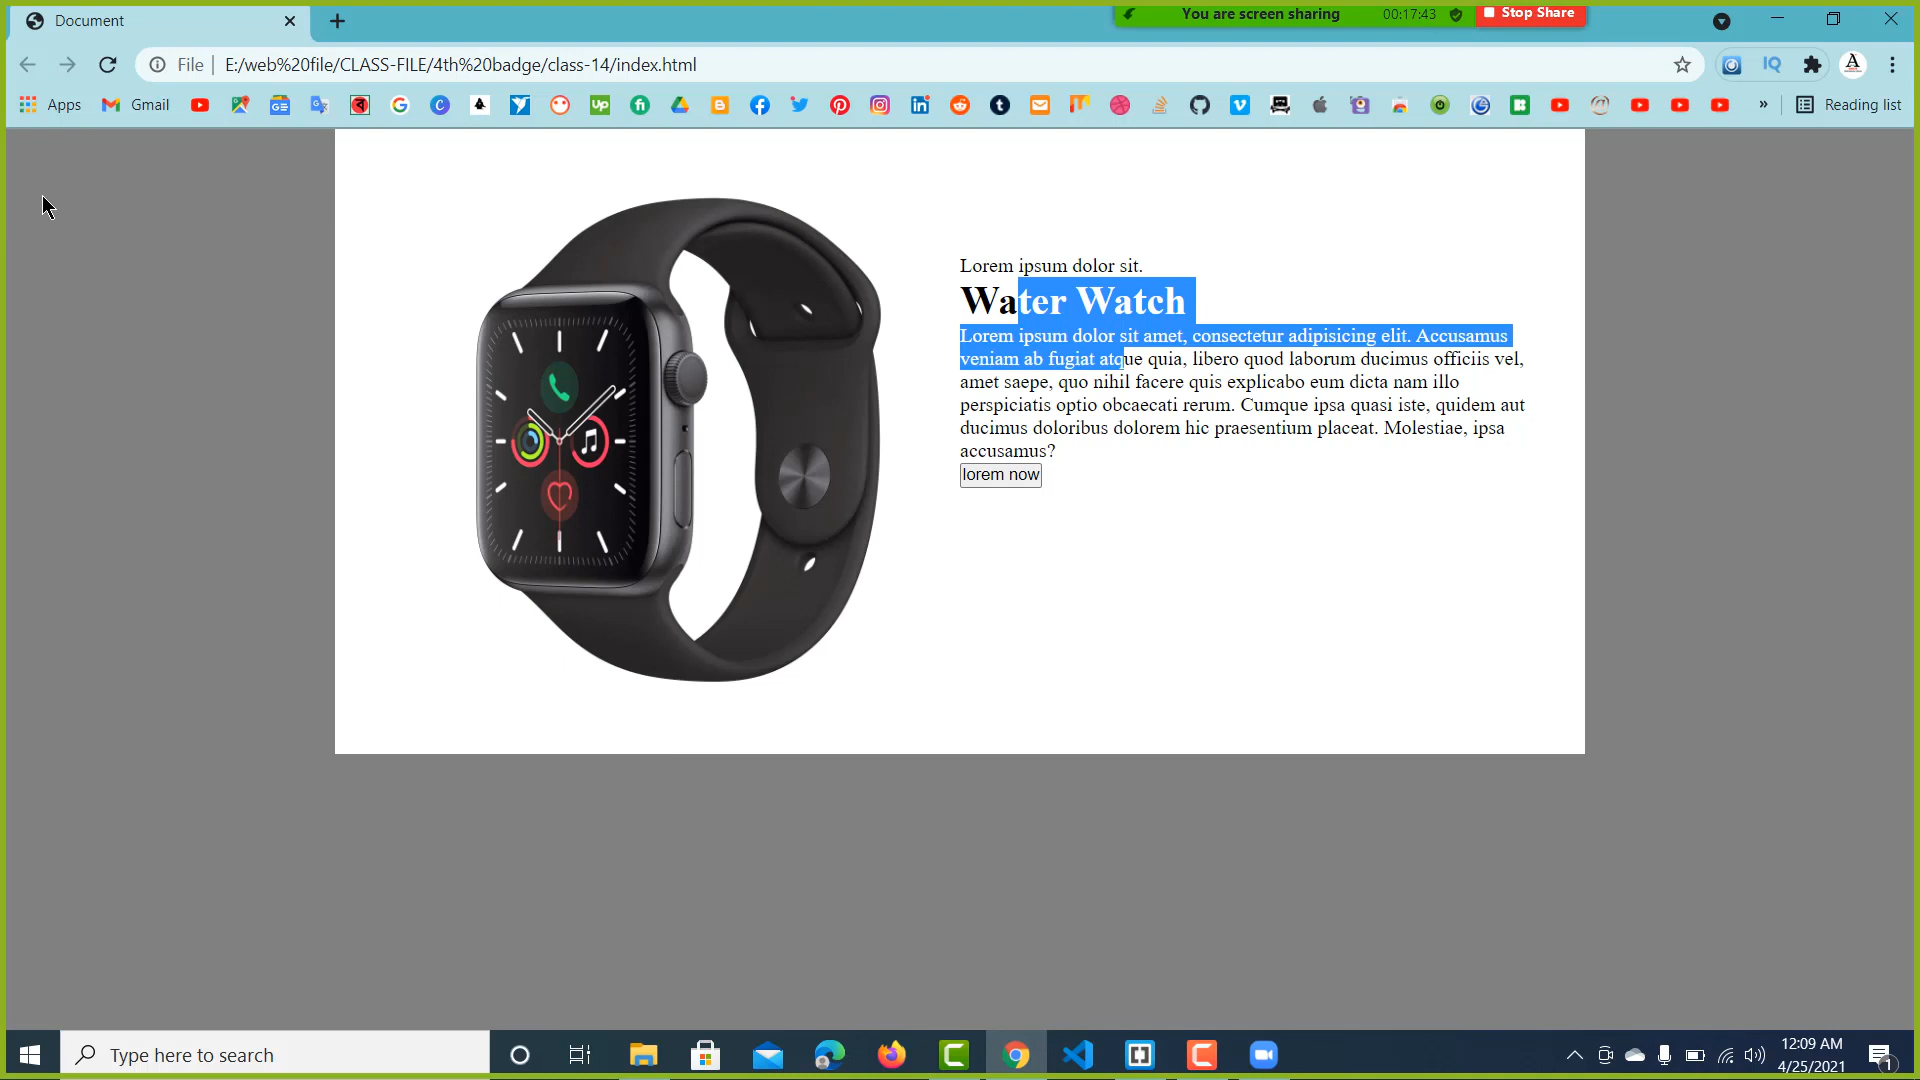 Document
You are screen sharing 00:17:43 Stop Share
File E:/web%20file/CLASS-FILE/4th%20badge/class-14/index.html
IQ
Apps Gmail Up fi » Reading list
Lorem ipsum dolor sit.
Water Watch
Lorem ipsum dolor sit amet, consectetur adipisicing elit. Accusamus
veniam ab fugiat atque quia, libero quod laborum ducimus officiis vel,
amet saepe, quo nihil facere quis explicabo eum dicta nam illo
perspiciatis optio obcaecati rerum. Cumque ipsa quasi iste, quidem aut
ducimus doloribus dolorem hic praesentium placeat. Molestiae, ipsa
accusamus?
lorem now
Type here to search
12:09 AM
4/25/2021
1